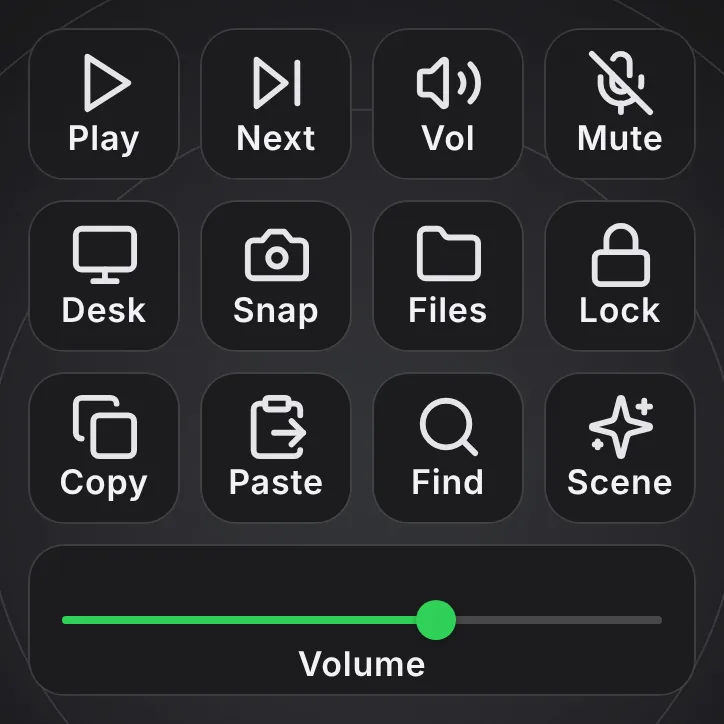 Play
Next
Vol
Mute
Desk
Snap
Files
Lock
Copy
Paste
Find
Scene
Volume